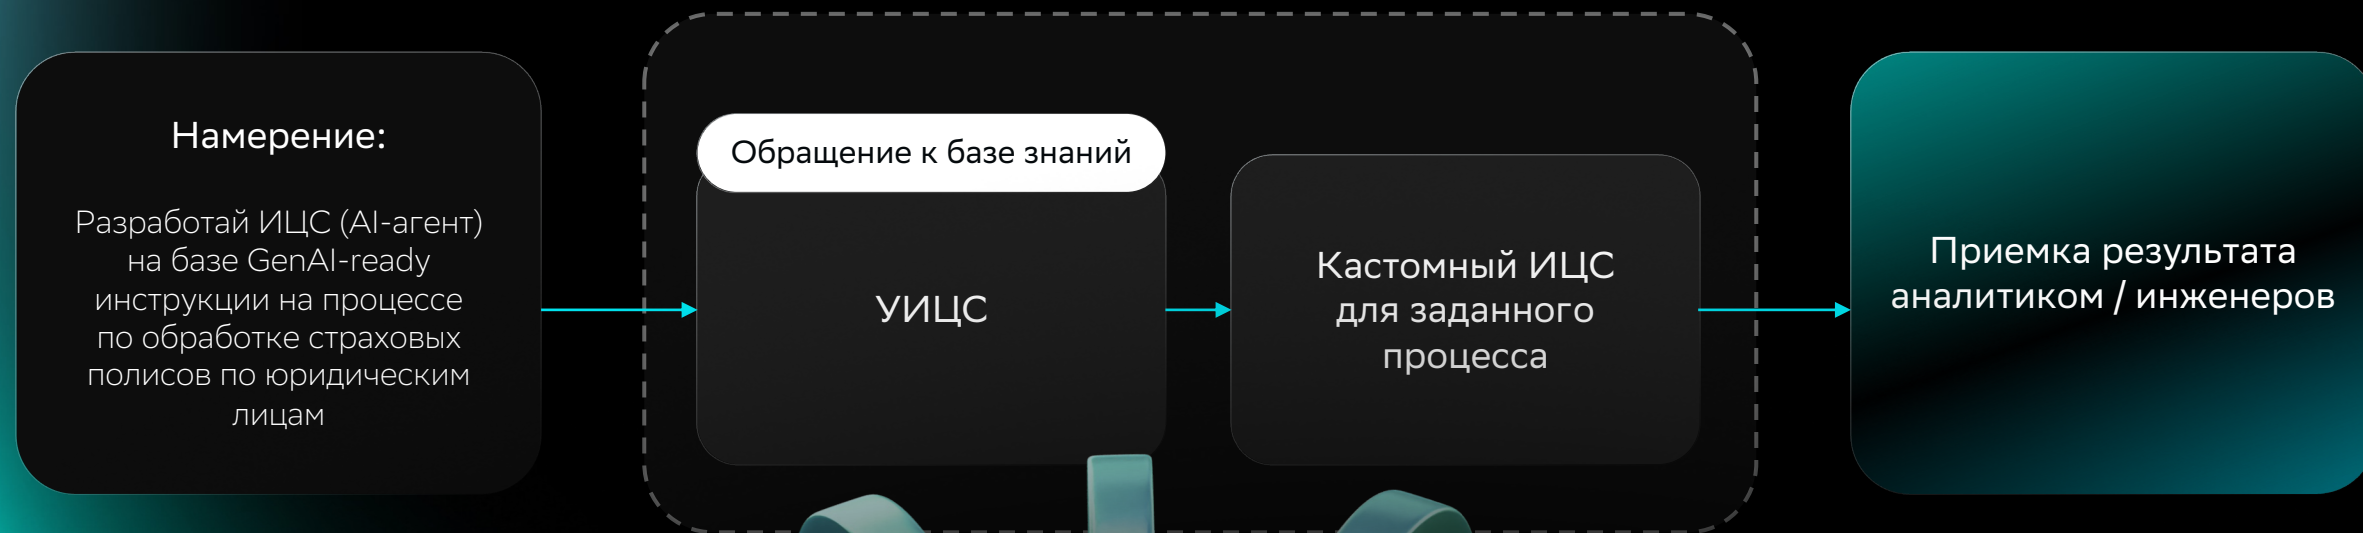 Намерение:
Разработай ИЦС (AI-агент)
на базе GenAI-ready
инструкции на процессе
по обработке страховых
полисов по юридическим
лицам
Обращение к базе знаний
УИЦС
Кастомный ИЦС
для заданного
процесса
Приемка результата
аналитиком / инженеров